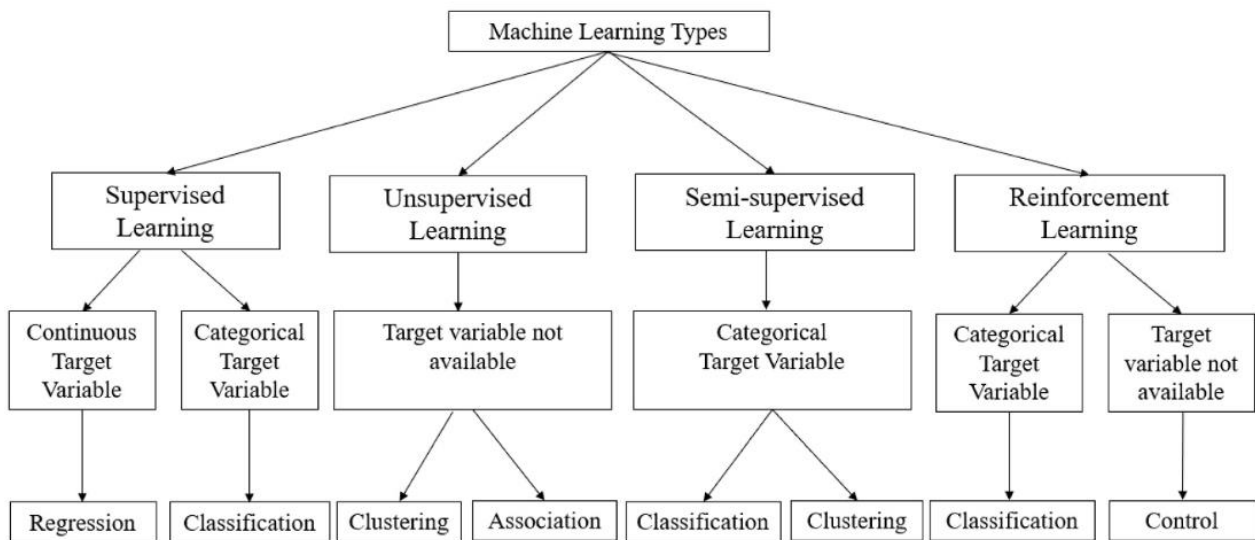 Machine Learning Types
Supervised
Learning
Unsupervised
Learning
Semi-supervised
Learning
Reinforcement
Learning
Continuous
Target
Variable
Categorical
Target
Variable
Target variable not
available
Categorical
Target Variable
Categorical
Target
Variable
Target
variable not
available
Regression
Classification
Clustering
Association
Classification
Clustering
Classification
Control